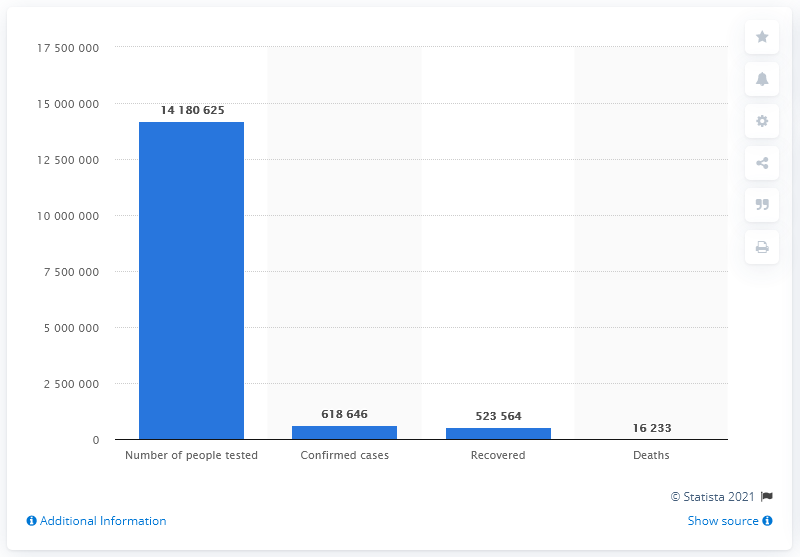 17 500 000
15 000 000
12 500 000
10 000 000
7 500 000
5 000 000
2 500 000
0
14 180 625
618 646
523 564
16 233
Number of people tested
Confirmed cases
Recovered
Deaths
© Statista 2021
Additional Information
Show source